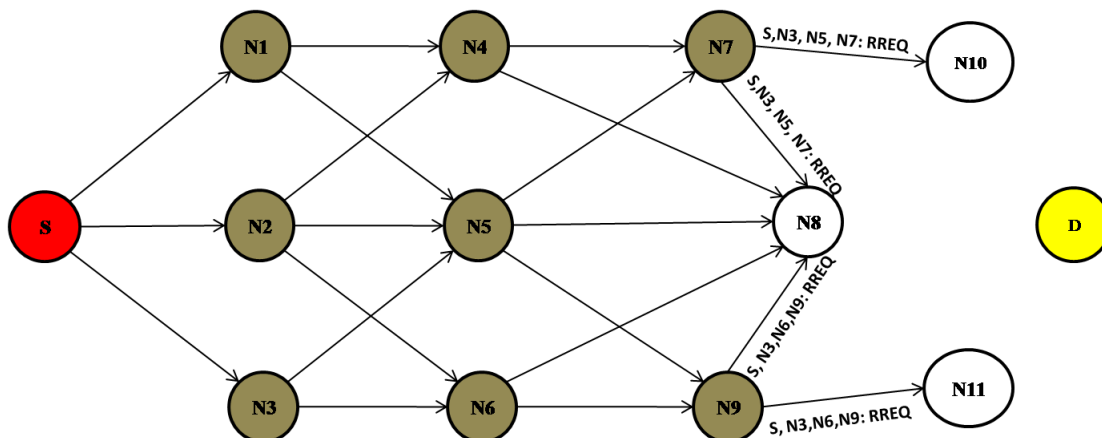 N1
N4
N7
S,N3, N5, N7: RREQ
N10
S,N3, N5, N7: RREQ
S
N2
N5
N8
D
S, N3,N6,N9: RREQ
N3
N6
N9
N11
S, N3,N6,N9: RREQ